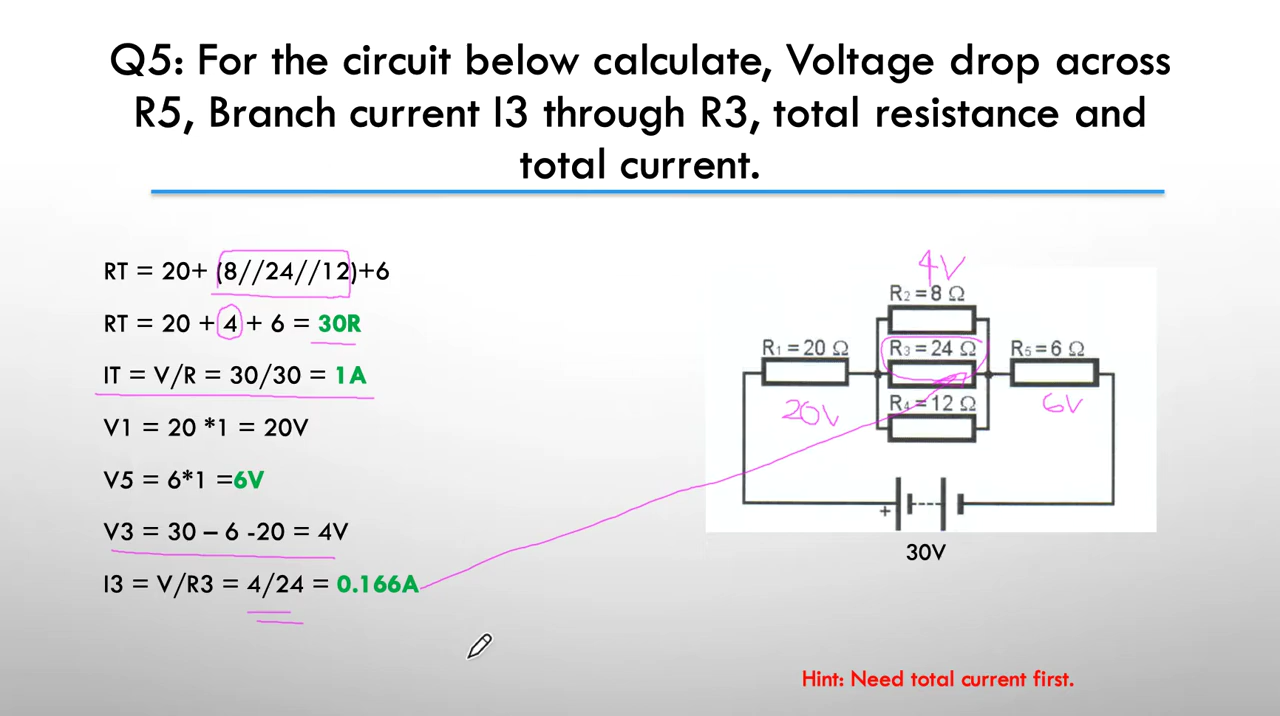 Q5: For the circuit below calculate, Voltage drop across
R5, Branch current I3 through R3, total resistance and
total current.
RT = 20+ (8//24//12)+6
RT = 20 + 4 + 6 = 30R
IT = V/R = 30/30 = 1A
V1 = 20 *1 = 20V
V5 = 6*1 =6V
V3 = 30 – 6 -20 = 4V
I3 = V/R3 = 4/24 = 0.166A
4V
R2 = 8 Ω
R1 = 20 Ω
R3 = 24 Ω
R5 = 6 Ω
20V
R4 = 12 Ω
6V
+
30V
Hint: Need total current first.